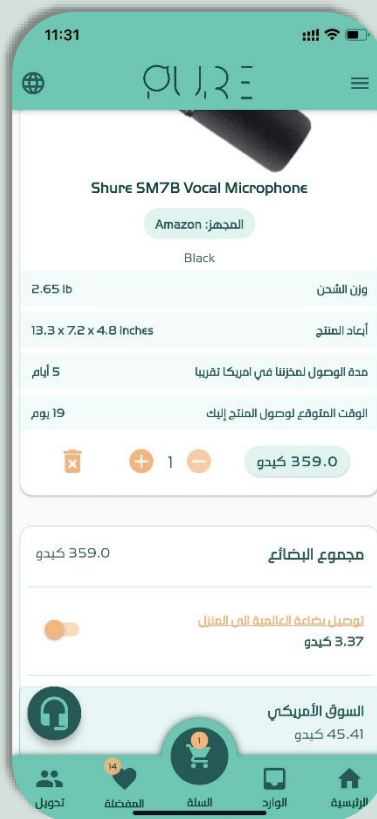 11:31
PURE
Shure SM7B Vocal Microphone
المجهز: Amazon
Black
وزن الشحن 2.65 lb
أبعاد المنتج 13.3 x 7.2 x 4.8 inches
مدة الوصول لمخزننا في امريكا تقريبا 5 أيام
الوقت المتوقع لوصول المنتج إليك 19 يوم
359.0 كيدو 1
مجموع البضائع 359.0 كيدو
توصيل بضاعة العالمية الى المنزل
3.37 كيدو
السوق الأمريكي
45.41 كيدو
1
14
الرئيسية الوارد السلة المفضلة تحويل